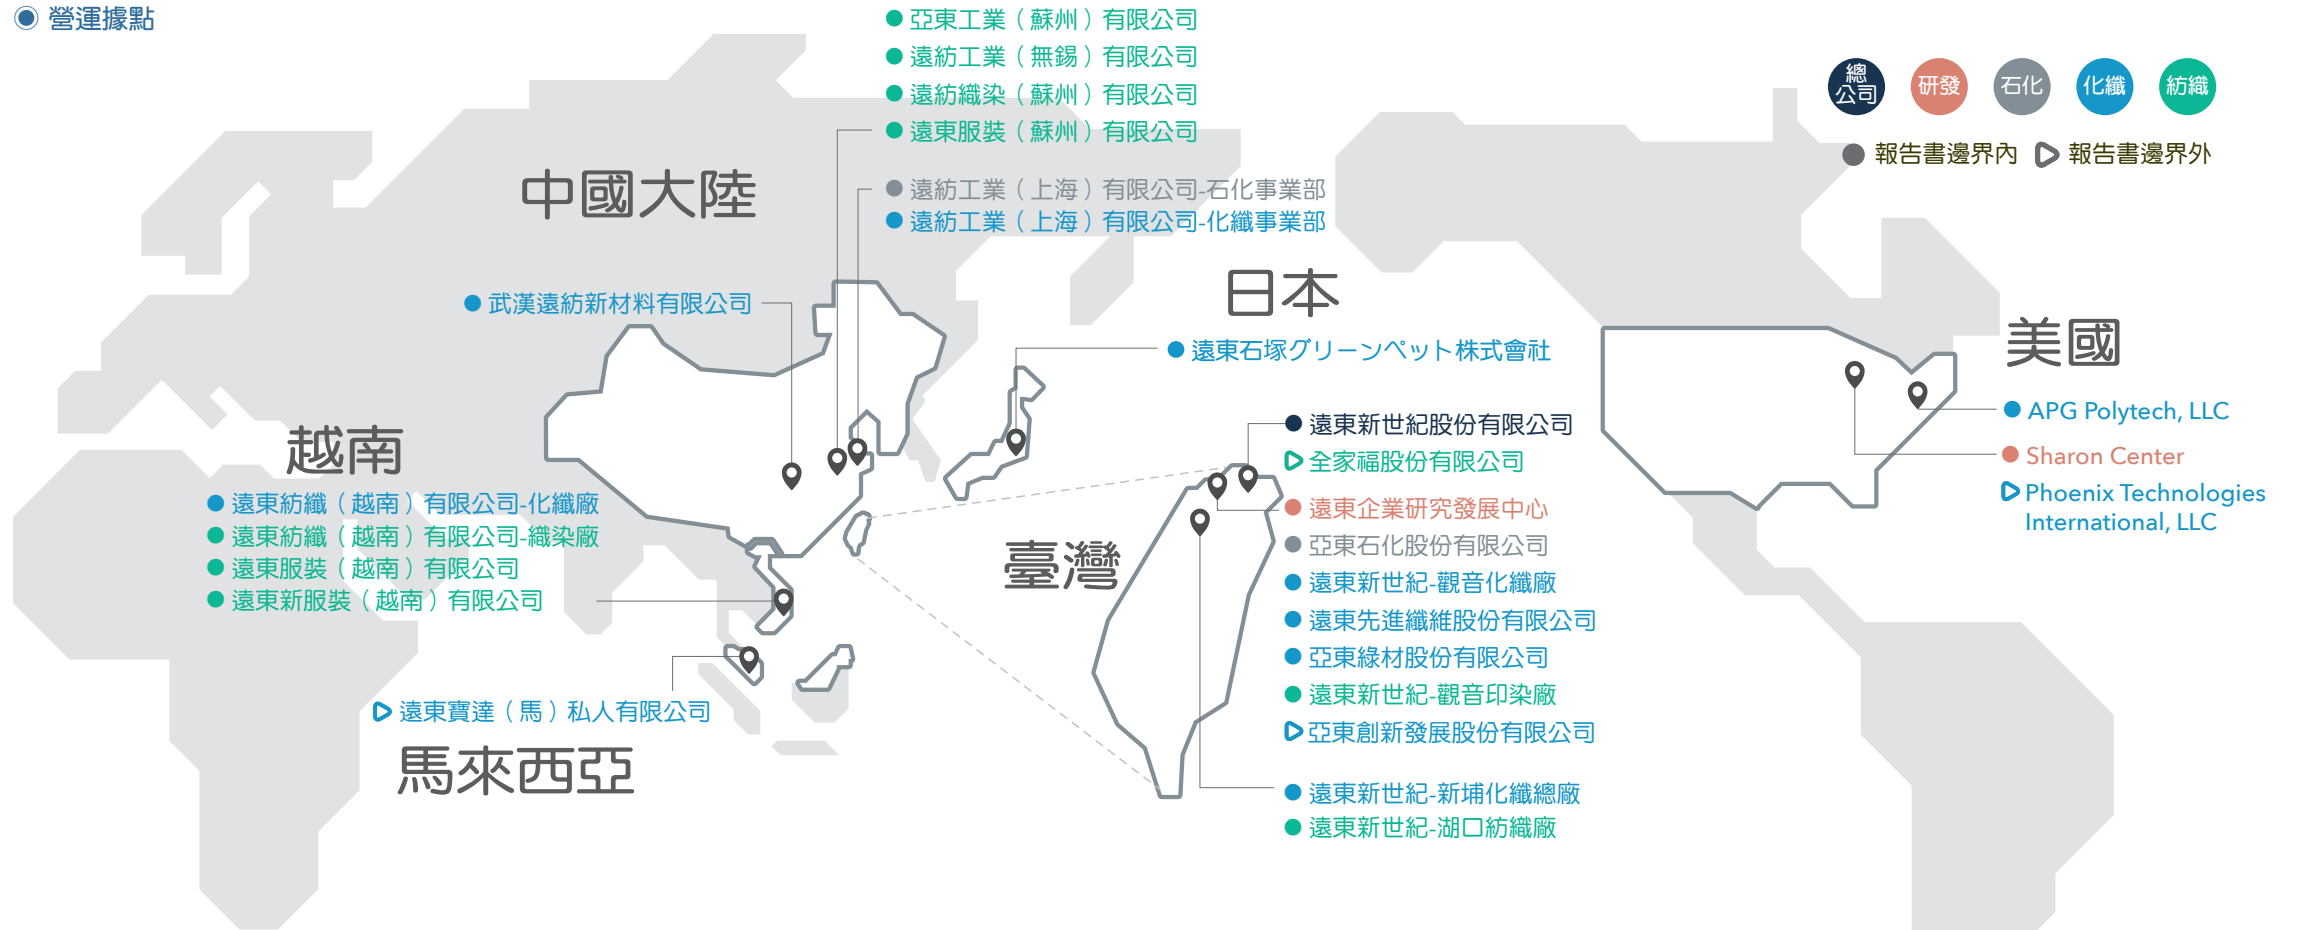 營運據點
總公司
研發
石化
化纖
紡織
報告書邊界內
報告書邊界外
中國大陸
亞東工業（蘇州）有限公司
遠紡工業（無錫）有限公司
遠紡織染（蘇州）有限公司
遠東服裝（蘇州）有限公司
遠紡工業（上海）有限公司-石化事業部
遠紡工業（上海）有限公司-化纖事業部
武漢遠紡新材料有限公司
日本
遠東石塚グリーンペット株式會社
美國
APG Polytech, LLC
Sharon Center
Phoenix Technologies
International, LLC
越南
遠東紡纖（越南）有限公司-化纖廠
遠東紡纖（越南）有限公司-織染廠
遠東服裝（越南）有限公司
遠東新服裝（越南）有限公司
遠東寶達（馬）私人有限公司
馬來西亞
臺灣
遠東新世紀股份有限公司
全家福股份有限公司
遠東企業研究發展中心
亞東石化股份有限公司
遠東新世紀-觀音化纖廠
遠東先進纖維股份有限公司
亞東綠材股份有限公司
遠東新世紀-觀音印染廠
亞東創新發展股份有限公司
遠東新世紀-新埔化纖總廠
遠東新世紀-湖口紡織廠